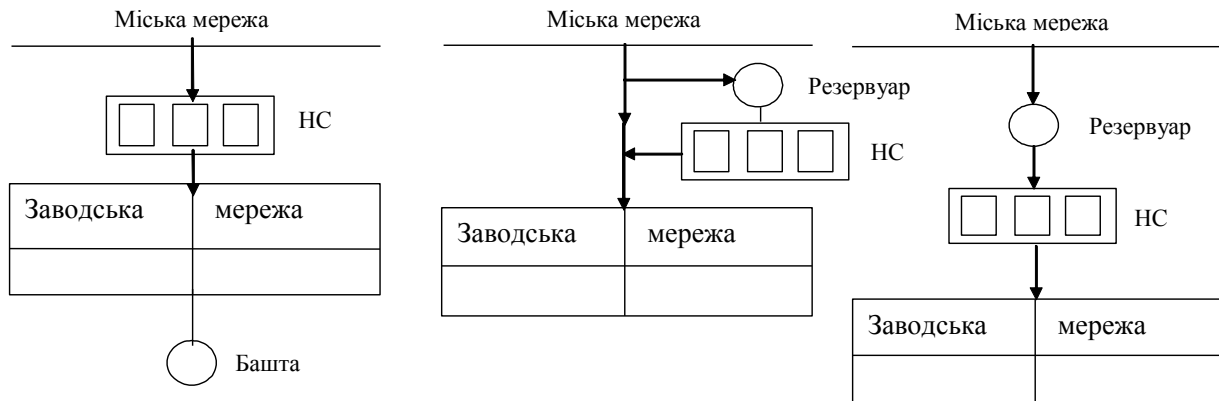 Міська мережа
НС
Заводська мережа
Башта
Міська мережа
Резервуар
НС
Заводська мережа
Міська мережа
Резервуар
НС
Заводська мережа